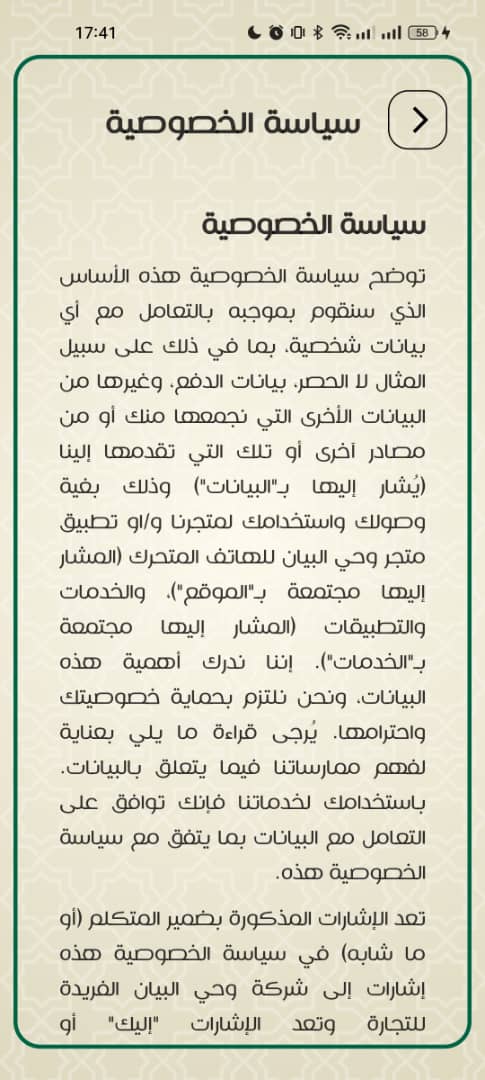 17:41
58
سياسة الخصوصية
سياسة الخصوصية
توضح سياسة الخصوصية هذه الأساس
الذي سنقوم بموجبه بالتعامل مع أي
بيانات شخصية، بما في ذلك على سبيل
المثال لا الحصر، بيانات الدفع، وغيرها من
البيانات الأخرى التي نجمعها منك أو من
مصادر آخرى أو تلك التي تقدمها إلينا
(يُشار إليها بـ"البيانات") وذلك بغية
وصولك واستخدامك لمتجرنا و/او تطبيق
متجر وحي البيان للهاتف المتحرك (المشار
إليها مجتمعة بـ"الموقع")، والخدمات
والتطبيقات (المشار إليها مجتمعة
بـ"الخدمات"). إننا ندرك أهمية هذه
البيانات، ونحن نلتزم بحماية خصوصيتك
واحترامها. يُرجى قراءة ما يلي بعناية
لفهم ممارساتنا فيما يتعلق بالبيانات.
باستخدامك لخدماتنا فإنك توافق على
التعامل مع البيانات بما يتفق مع سياسة
الخصوصية هذه.
تعد الإشارات المذكورة بضمير المتكلم (أو
ما شابه) في سياسة الخصوصية هذه
إشارات إلى شركة وحي البيان الفريدة
للتجارة وتعد الإشارات "إليك" أو